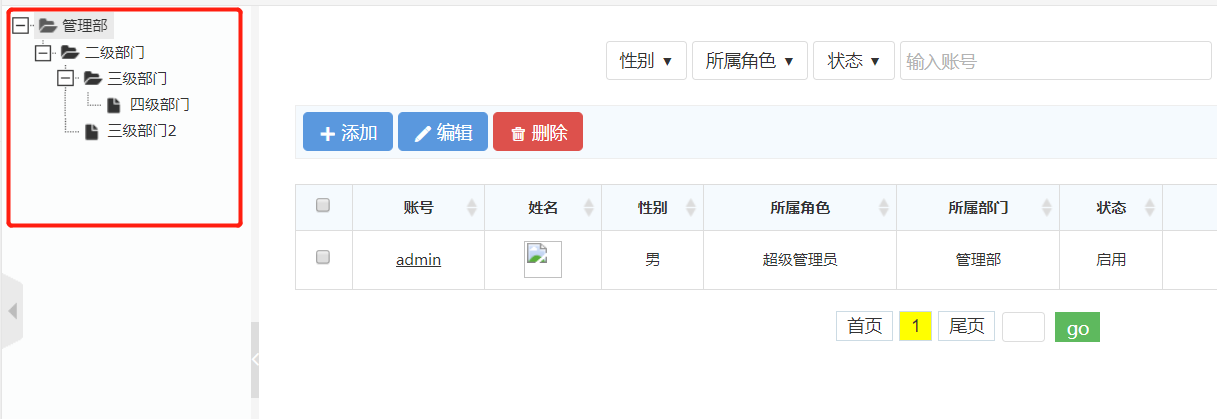 管理部
二级部门
三级部门
四级部门
三级部门2
性别 ▼ 所属角色 ▼ 状态 ▼ 输入账号
添加 编辑 删除
账号 姓名 性别 所属角色 所属部门 状态
admin 男 超级管理员 管理部 启用
首页 1 尾页 go